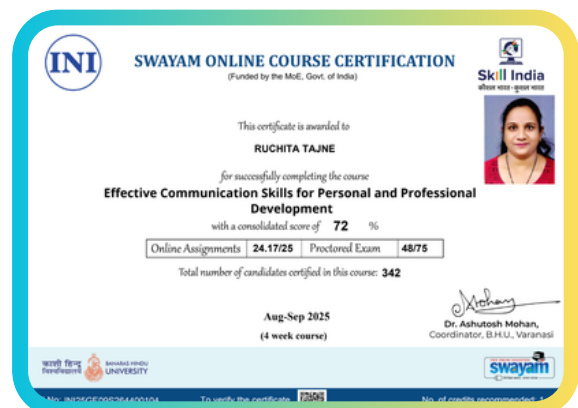 INI
SWAYAM ONLINE COURSE CERTIFICATION
(Funded by the MoE, Govt. of India)
Skill India
कौशल भारत - कुशल भारत
This certificate is awarded to
RUCHITA TAJNE
for successfully completing the course
Effective Communication Skills for Personal and Professional
Development
with a consolidated score of 72 %
Online Assignments 24.17/25 Proctored Exam 48/75
Total number of candidates certified in this course: 342
Aug-Sep 2025
(4 week course)
Mohan
Dr. Ashutosh Mohan,
Coordinator, B.H.U., Varanasi
काशी हिन्दू
विश्वविद्यालय
BANARAS HINDU
UNIVERSITY
swayam
No: INI25GE09S264400104 To verify the certificate No. of credits recommended: 1